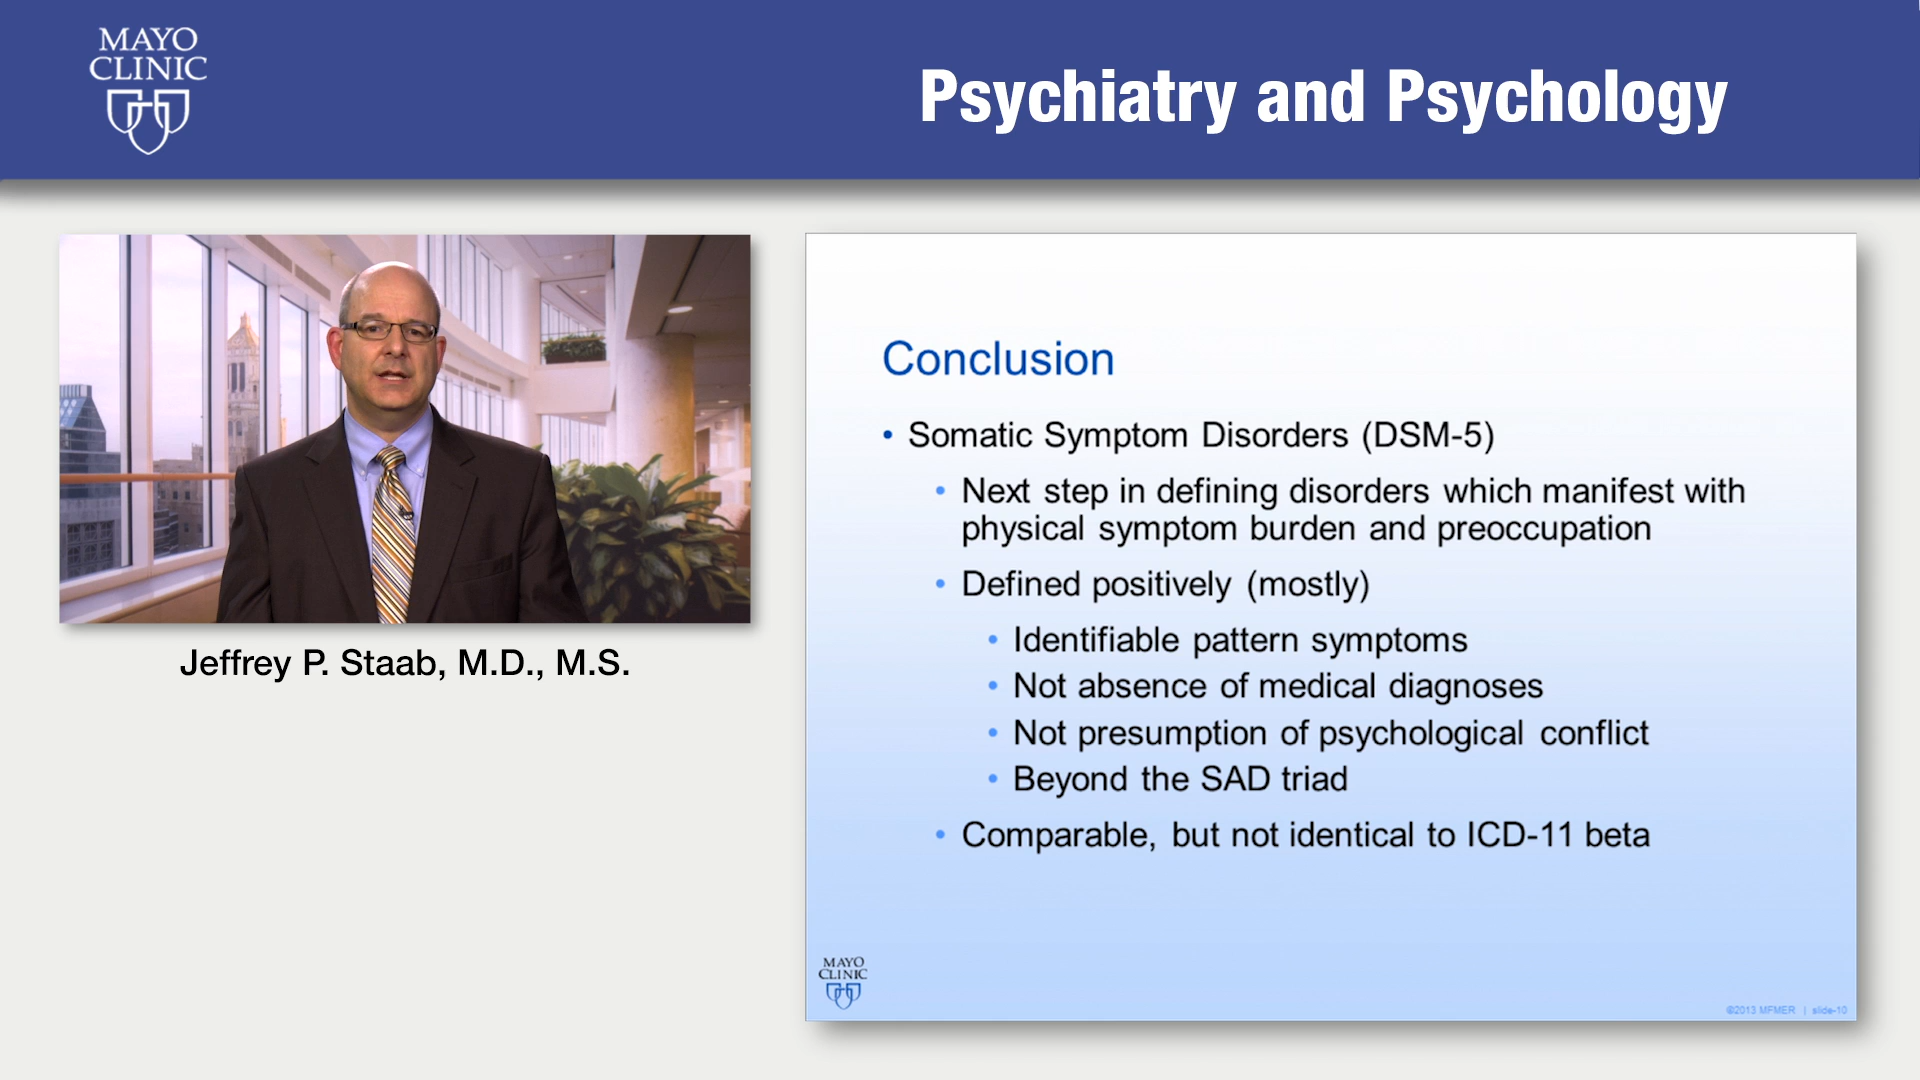 MAYO
CLINIC
Psychiatry and Psychology
Jeffrey P. Staab, M.D., M.S.
Conclusion
• Somatic Symptom Disorders (DSM-5)
• Next step in defining disorders which manifest with
physical symptom burden and preoccupation
• Defined positively (mostly)
• Identifiable pattern symptoms
• Not absence of medical diagnoses
• Not presumption of psychological conflict
• Beyond the SAD triad
• Comparable, but not identical to ICD-11 beta
MAYO
CLINIC
©2013 MFMER | slide-10